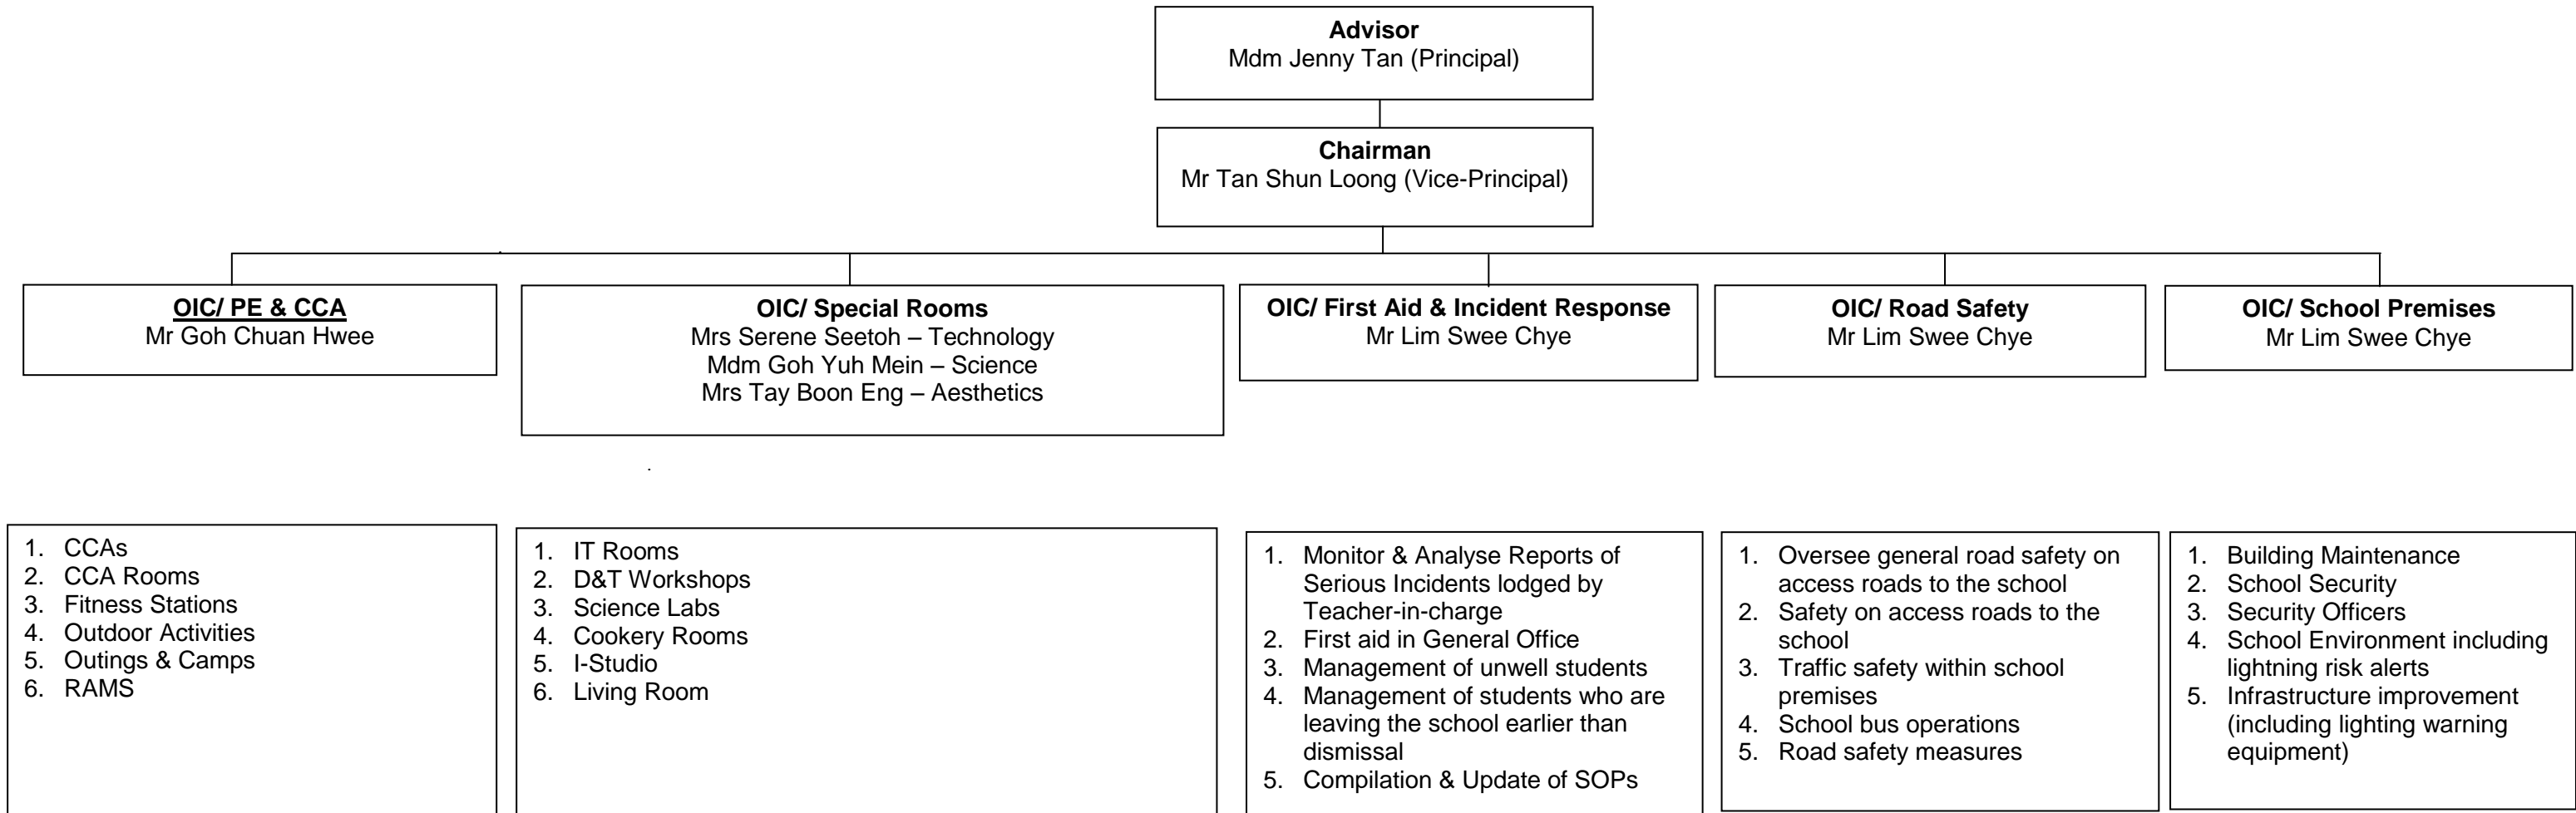 Advisor
Mdm Jenny Tan (Principal)
Chairman
Mr Tan Shun Loong (Vice-Principal)
OIC/ PE & CCA
Mr Goh Chuan Hwee
OIC/ Special Rooms
Mrs Serene Seetoh – Technology
Mdm Goh Yuh Mein – Science
Mrs Tay Boon Eng – Aesthetics
OIC/ First Aid & Incident Response
Mr Lim Swee Chye
OIC/ Road Safety
Mr Lim Swee Chye
OIC/ School Premises
Mr Lim Swee Chye
1. CCAs
2. CCA Rooms
3. Fitness Stations
4. Outdoor Activities
5. Outings & Camps
6. RAMS
1. IT Rooms
2. D&T Workshops
3. Science Labs
4. Cookery Rooms
5. I-Studio
6. Living Room
1. Monitor & Analyse Reports of
Serious Incidents lodged by
Teacher-in-charge
2. First aid in General Office
3. Management of unwell students
4. Management of students who are
leaving the school earlier than
dismissal
5. Compilation & Update of SOPs
1. Oversee general road safety on
access roads to the school
2. Safety on access roads to the
school
3. Traffic safety within school
premises
4. School bus operations
5. Road safety measures
1. Building Maintenance
2. School Security
3. Security Officers
4. School Environment including
lightning risk alerts
5. Infrastructure improvement
(including lighting warning
equipment)